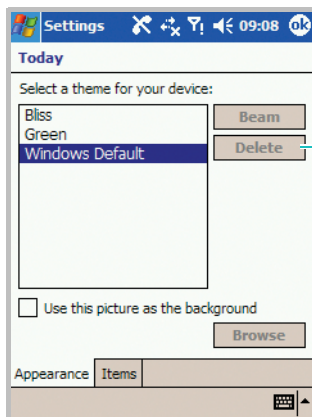 Settings 09:08 ok
Today
Select a theme for your device:
Bliss
Beam
Green
Windows Default
Delete
Use this picture as the background
Browse
Appearance Items